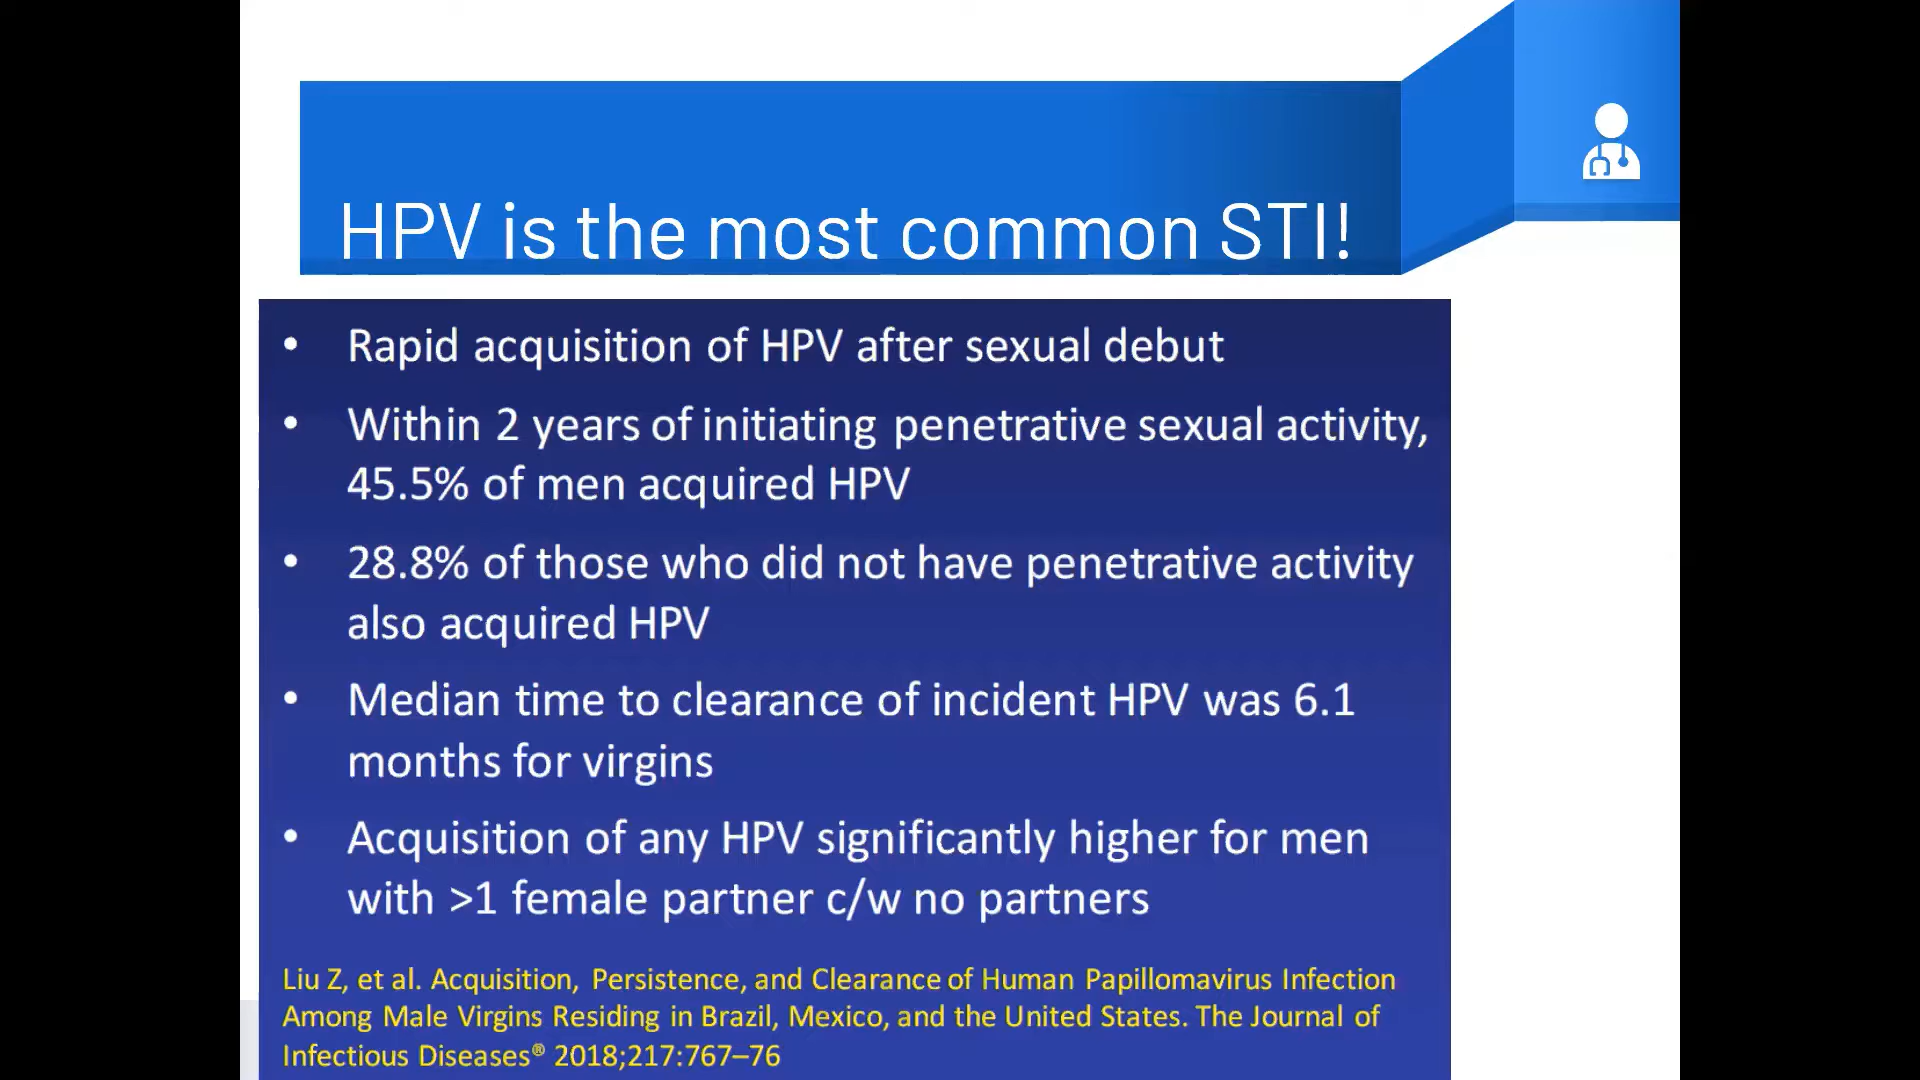 HPV is the most common STI!
• Rapid acquisition of HPV after sexual debut
• Within 2 years of initiating penetrative sexual activity,
45.5% of men acquired HPV
• 28.8% of those who did not have penetrative activity
also acquired HPV
• Median time to clearance of incident HPV was 6.1
months for virgins
• Acquisition of any HPV significantly higher for men
with >1 female partner c/w no partners
Liu Z, et al. Acquisition, Persistence, and Clearance of Human Papillomavirus Infection
Among Male Virgins Residing in Brazil, Mexico, and the United States. The Journal of
Infectious Diseases® 2018;217:767–76